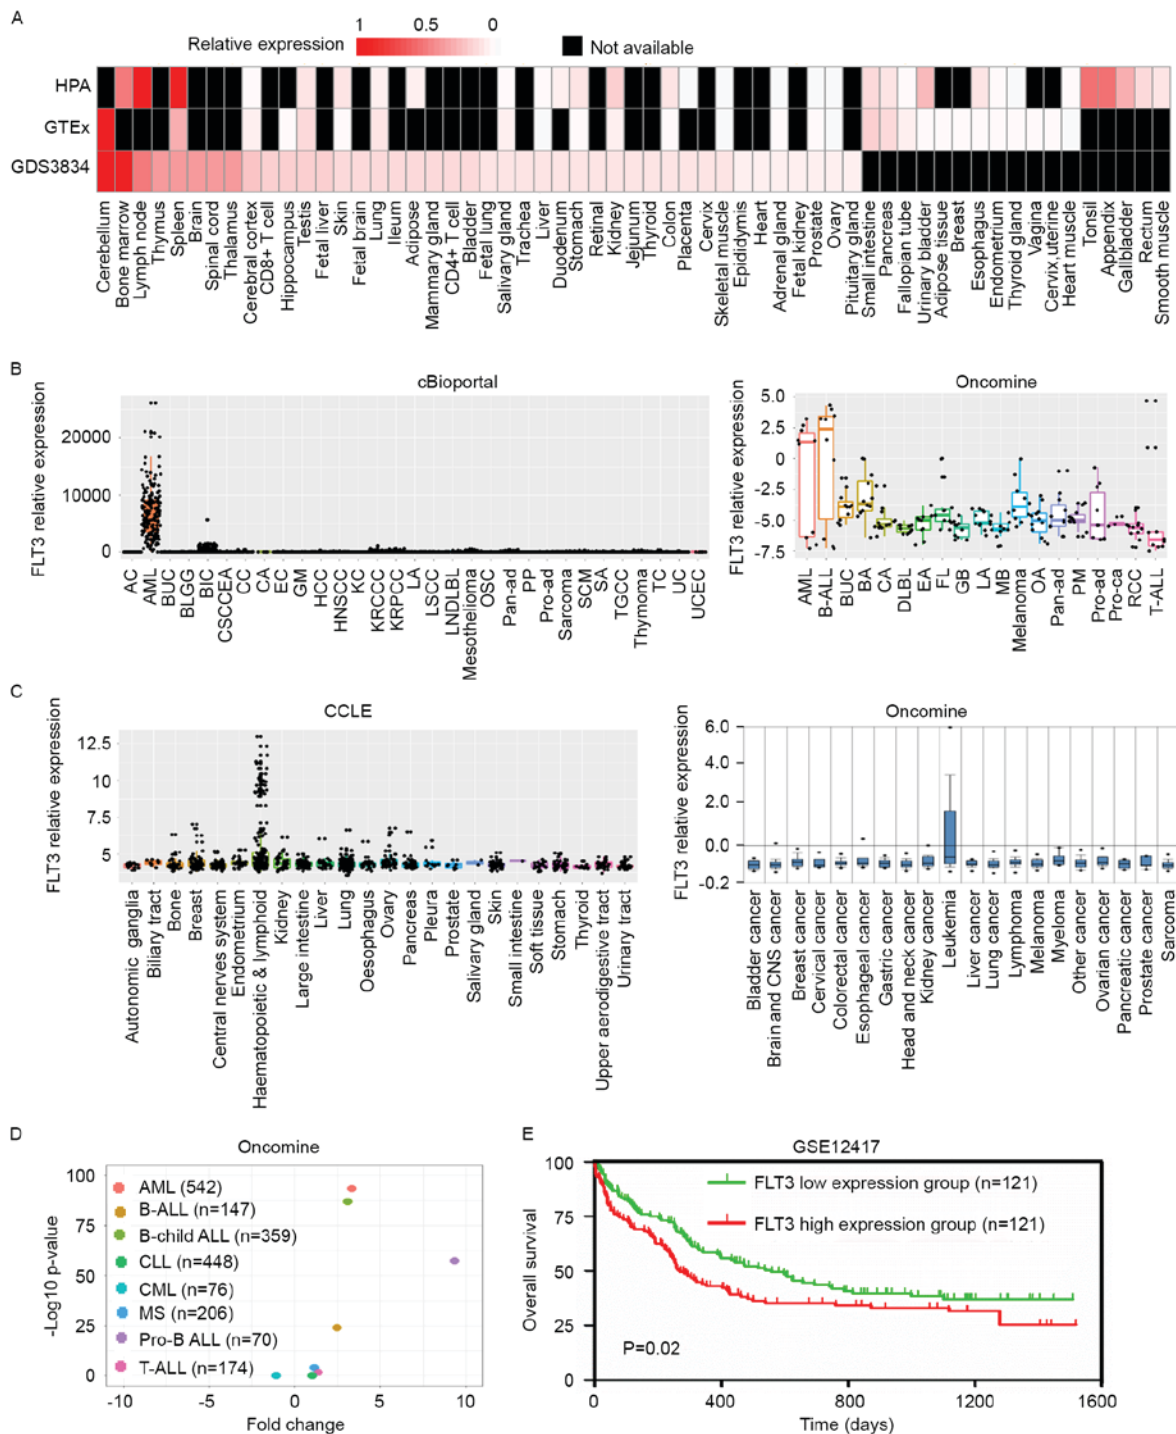 A
Relative expression
1
0.5
0
Not available
HPA
GTEx
GDS3834
Cerebellum
Bone marrow
Lymph node
Thymus
Spleen
Brain
Spinal cord
Thalamus
Cerebral cortex
CD8+ T cell
Hippocampus
Testis
Fetal liver
Skin
Fetal brain
Lung
Ileum
Adipose
Mammary gland
CD4+ T cell
Bladder
Fetal lung
Salivary gland
Trachea
Liver
Duodenum
Stomach
Retinal
Kidney
Jejunum
Thyroid
Colon
Placenta
Cervix
Skeletal muscle
Epididymis
Heart
Adrenal gland
Fetal kidney
Prostate
Ovary
Pituitary gland
Small intestine
Pancreas
Fallopian tube
Urinary bladder
Adipose tissue
Breast
Esophagus
Endometrium
Thyroid gland
Vagina
Cervix,uterine
Heart muscle
Tonsil
Appendix
Gallbladder
Rectum
Smooth muscle
B
cBioportal
FLT3 relative expression
20000
10000
0
AC
AML
BUC
BLGG
BIC
CSCCEA
CC
CA
EC
GM
HCC
HNSCC
KC
KRCCC
KRPCC
LA
LSCC
LNDLBL
Mesothelioma
OSC
Pan-ad
PP
Pro-ad
Sarcoma
SCM
SA
TGCC
Thymoma
TC
UC
UCEC
Oncomine
FLT3 relative expression
5.0
2.5
0
-2.5
-5.0
-7.5
AML
B-ALL
BUC
BA
CA
DLBL
EA
FL
GB
LA
MB
Melanoma
OA
Pan-ad
PM
Pro-ad
Pro-ca
RCC
T-ALL
C
CCLE
FLT3 relative expression
12.5
10
7.5
5
Autonomic ganglia
Biliary tract
Bone
Breast
Central nerves system
Endometrium
Haematopoietic & lymphoid
Kidney
Large intestine
Liver
Lung
Oesophagus
Ovary
Pancreas
Pleura
Prostate
Salivary gland
Skin
Small intestine
Soft tissue
Stomach
Thyroid
Upper aerodigestive tract
Urinary tract
Oncomine
FLT3 relative expression
6.0
4.0
2.0
0.0
-0.2
Bladder cancer
Brain and CNS cancer
Breast cancer
Cervical cancer
Colorectal cancer
Esophageal cancer
Gastric cancer
Head and neck cancer
Kidney cancer
Leukemia
Liver cancer
Lung cancer
Lymphoma
Melanoma
Myeloma
Other cancer
Ovarian cancer
Pancreatic cancer
Prostate cancer
Sarcoma
D
Oncomine
-Log10 p-value
100
75
50
25
0
AML (542)
B-ALL (n=147)
B-child ALL (n=359)
CLL (n=448)
CML (n=76)
MS (n=206)
Pro-B ALL (n=70)
T-ALL (n=174)
-10
-5
0
5
10
Fold change
E
GSE12417
Overall survival
100
75
50
25
0
FLT3 low expression group (n=121)
FLT3 high expression group (n=121)
P=0.02
0
400
800
1200
1600
Time (days)